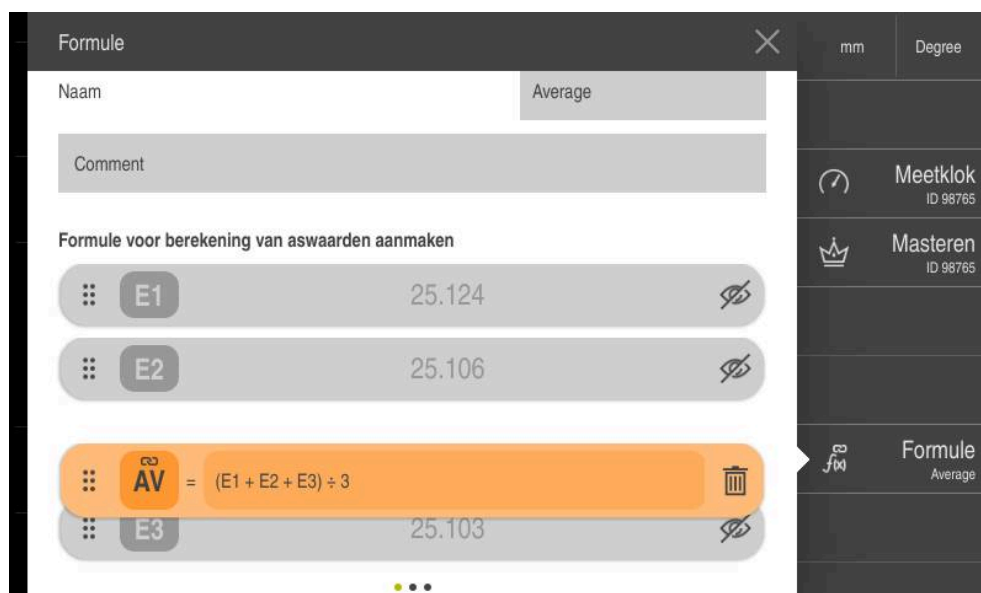 Formule
mm
Degree
Naam
Average
Comment
Meetklok
ID 98765
Formule voor berekening van aswaarden aanmaken
Masteren
ID 98765
E1
25.124
E2
25.106
AV = (E1 + E2 + E3) ÷ 3
Formule
f(x)
Average
E3
25.103